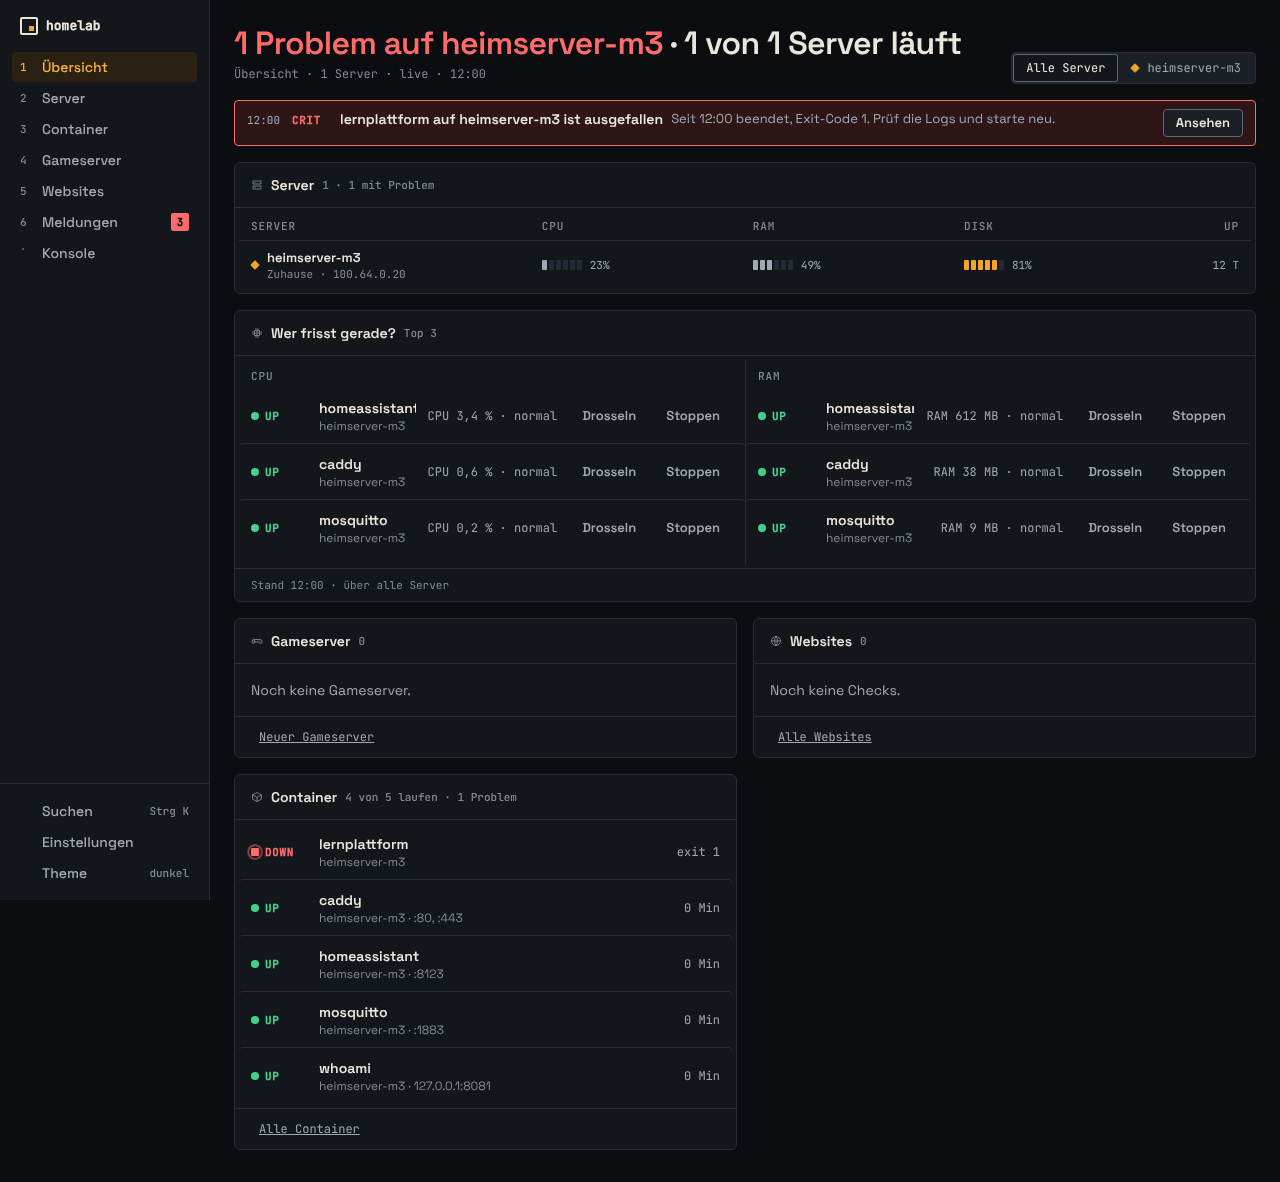 homelab
1 Übersicht
2 Server
3 Container
4 Gameserver
5 Websites
6 Meldungen 3
` Konsole
Suchen Strg K
Einstellungen
Theme dunkel
1 Problem auf heimserver-m3 · 1 von 1 Server läuft
Übersicht · 1 Server · live · 12:00
Alle Server heimserver-m3
12:00 CRIT lernplattform auf heimserver-m3 ist ausgefallen Seit 12:00 beendet, Exit-Code 1. Prüf die Logs und starte neu. Ansehen
Server 1 · 1 mit Problem
SERVER CPU RAM DISK UP
heimserver-m3 23% 49% 81% 12 T
Zuhause · 100.64.0.20
Wer frisst gerade? Top 3
CPU
UP homeassistant CPU 3,4 % · normal Drosseln Stoppen
heimserver-m3
UP caddy CPU 0,6 % · normal Drosseln Stoppen
heimserver-m3
UP mosquitto CPU 0,2 % · normal Drosseln Stoppen
heimserver-m3
RAM
UP homeassistan RAM 612 MB · normal Drosseln Stoppen
heimserver-m3
UP caddy RAM 38 MB · normal Drosseln Stoppen
heimserver-m3
UP mosquitto RAM 9 MB · normal Drosseln Stoppen
heimserver-m3
Stand 12:00 · über alle Server
Gameserver 0
Noch keine Gameserver.
Neuer Gameserver
Websites 0
Noch keine Checks.
Alle Websites
Container 4 von 5 laufen · 1 Problem
DOWN lernplattform exit 1
heimserver-m3
UP caddy 0 Min
heimserver-m3 · :80, :443
UP homeassistant 0 Min
heimserver-m3 · :8123
UP mosquitto 0 Min
heimserver-m3 · :1883
UP whoami 0 Min
heimserver-m3 · 127.0.0.1:8081
Alle Container